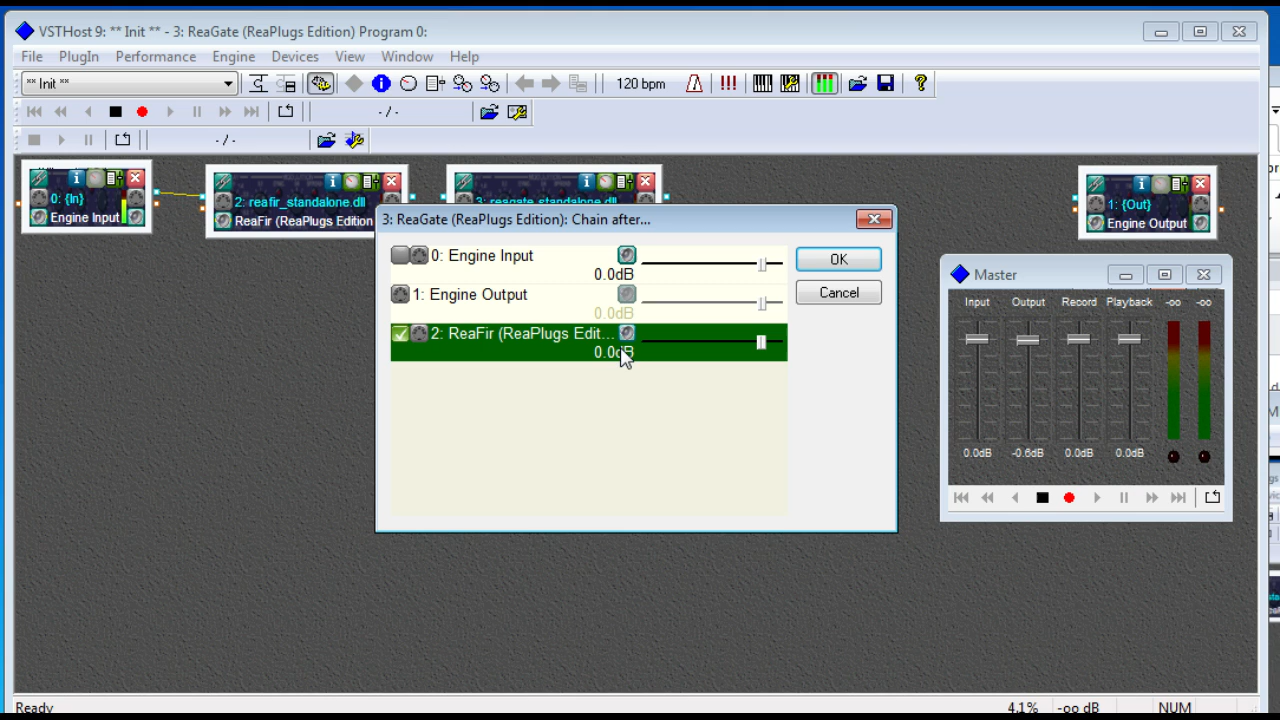 VSTHost 9: ** Init ** - 3: ReaGate (ReaPlugs Edition) Program 0:
File PlugIn Performance Engine Devices View Window Help
** Init **
120 bpm
- / -
- / -
0: {In}
Engine Input
2: reafir_standalone.dll
ReaFir (ReaPlugs Edition
3: reagate_standalone.dll
1: {Out}
Engine Output
3: ReaGate (ReaPlugs Edition): Chain after...
0: Engine Input
0.0dB
1: Engine Output
0.0dB
2: ReaFir (ReaPlugs Edit...
0.0dB
OK
Cancel
Master
Input Output Record Playback -oo -oo
0.0dB -0.6dB 0.0dB 0.0dB
Ready
4.1% -oo dB NUM